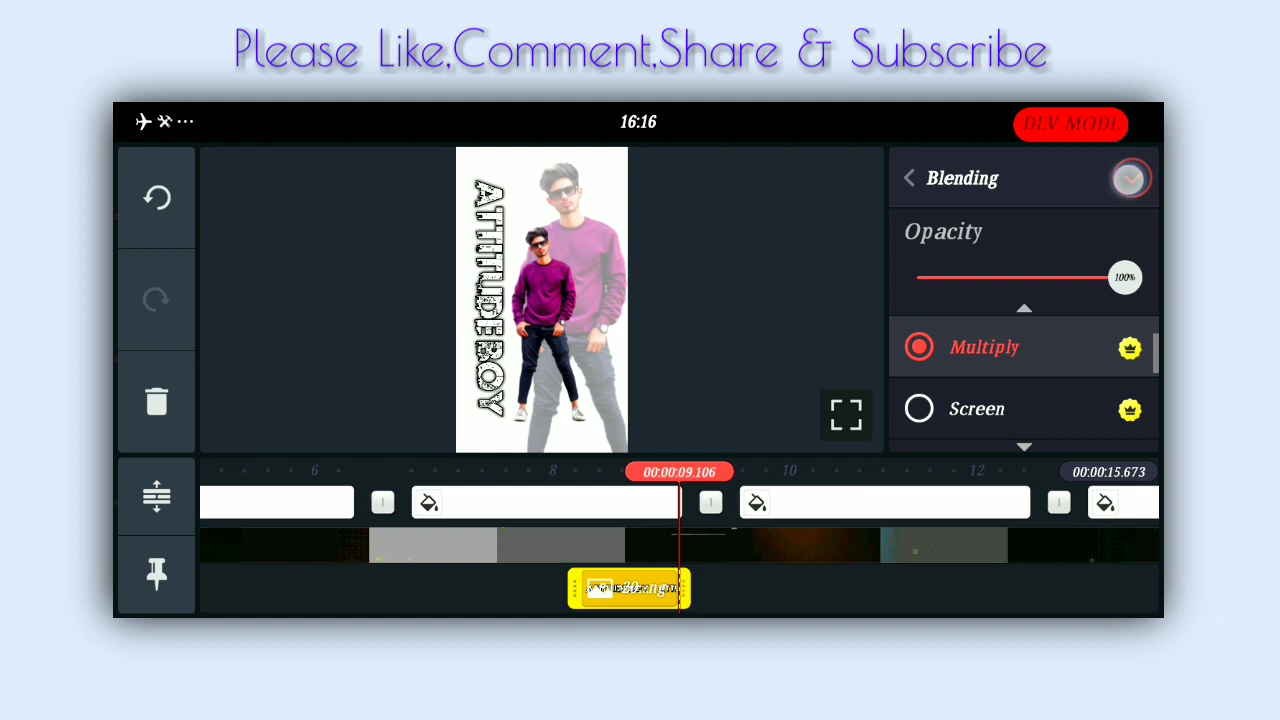 Please Like,Comment,Share & Subscribe
16:16
DEV MODE
Blending
Opacity
100%
ATTITUDE BOY
Multiply
Screen
6
8
00:00:09.106
10
12
00:00:15.673